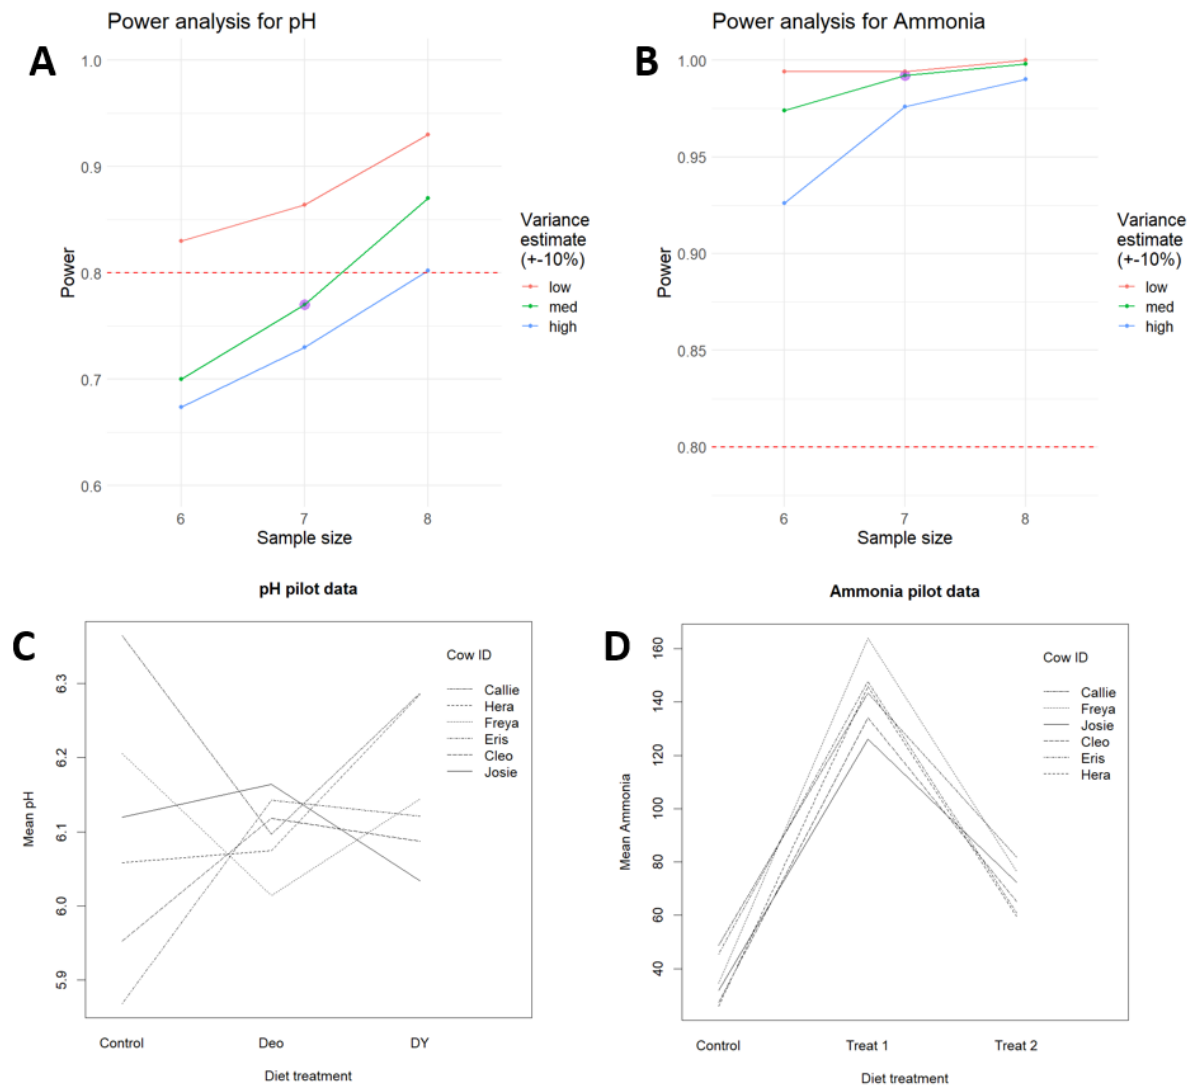 Power analysis for pH
A
1.0
0.9
0.8
0.7
0.6
Power
6 7 8
Sample size
Variance
estimate
(+-10%)
low
med
high
Power analysis for Ammonia
B
1.00
0.95
0.90
0.85
0.80
Power
6 7 8
Sample size
Variance
estimate
(+-10%)
low
med
high
pH pilot data
C
6.3
6.2
6.1
6.0
5.9
Mean pH
Cow ID
Callie
Hera
Freya
Eris
Cleo
Josie
Control Deo DY
Diet treatment
Ammonia pilot data
D
160
140
120
100
80
60
40
Mean Ammonia
Cow ID
Callie
Freya
Josie
Cleo
Eris
Hera
Control Treat 1 Treat 2
Diet treatment